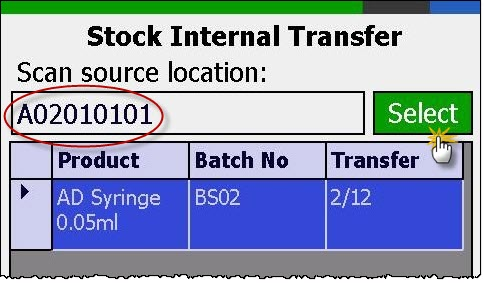 Stock Internal Transfer
Scan source location:
A02010101 Select
Product Batch No Transfer
AD Syringe BS02 2/12
0.05ml